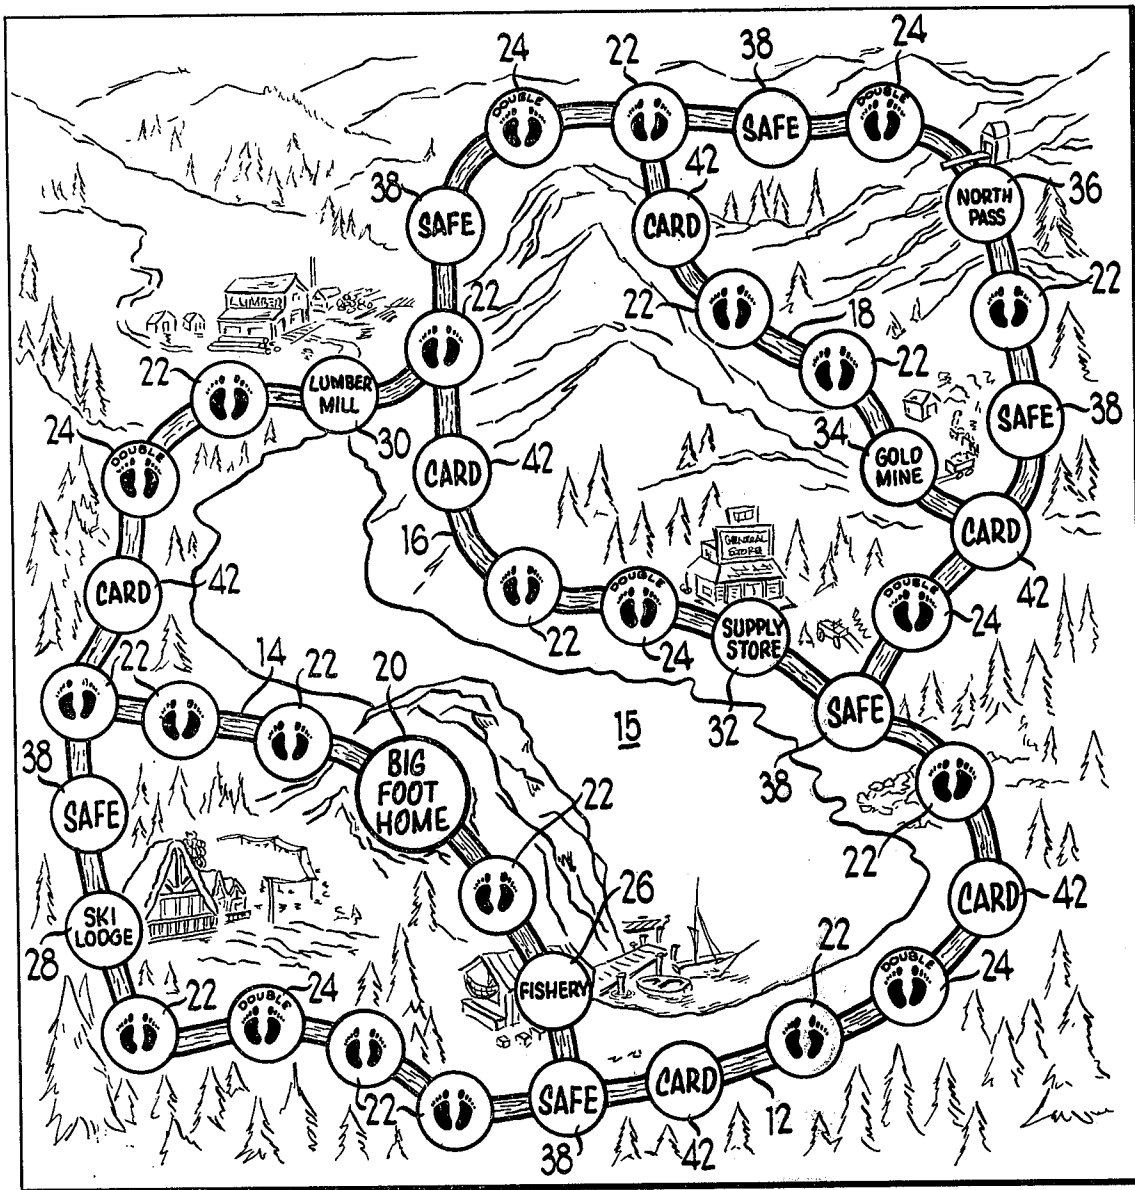 24
22
38
24
DOUBLE
DOUBLE
SAFE
38
42
36
SAFE
CARD
NORTH
PASS
22
22
22
18
LUMBER
22
22
LUMBER
MILL
SAFE
38
24
30
34
GOLD
MINE
DOUBLE
CARD
42
16
GENERAL
STORE
CARD
CARD
42
42
DOUBLE
DOUBLE
24
22
24
SUPPLY
STORE
22
14
22
20
32
SAFE
15
38
38
BIG
FOOT
HOME
SAFE
22
22
26
CARD
42
SKI
LODGE
28
22
22
24
DOUBLE
24
DOUBLE
FISHERY
22
SAFE
CARD
12
38
42